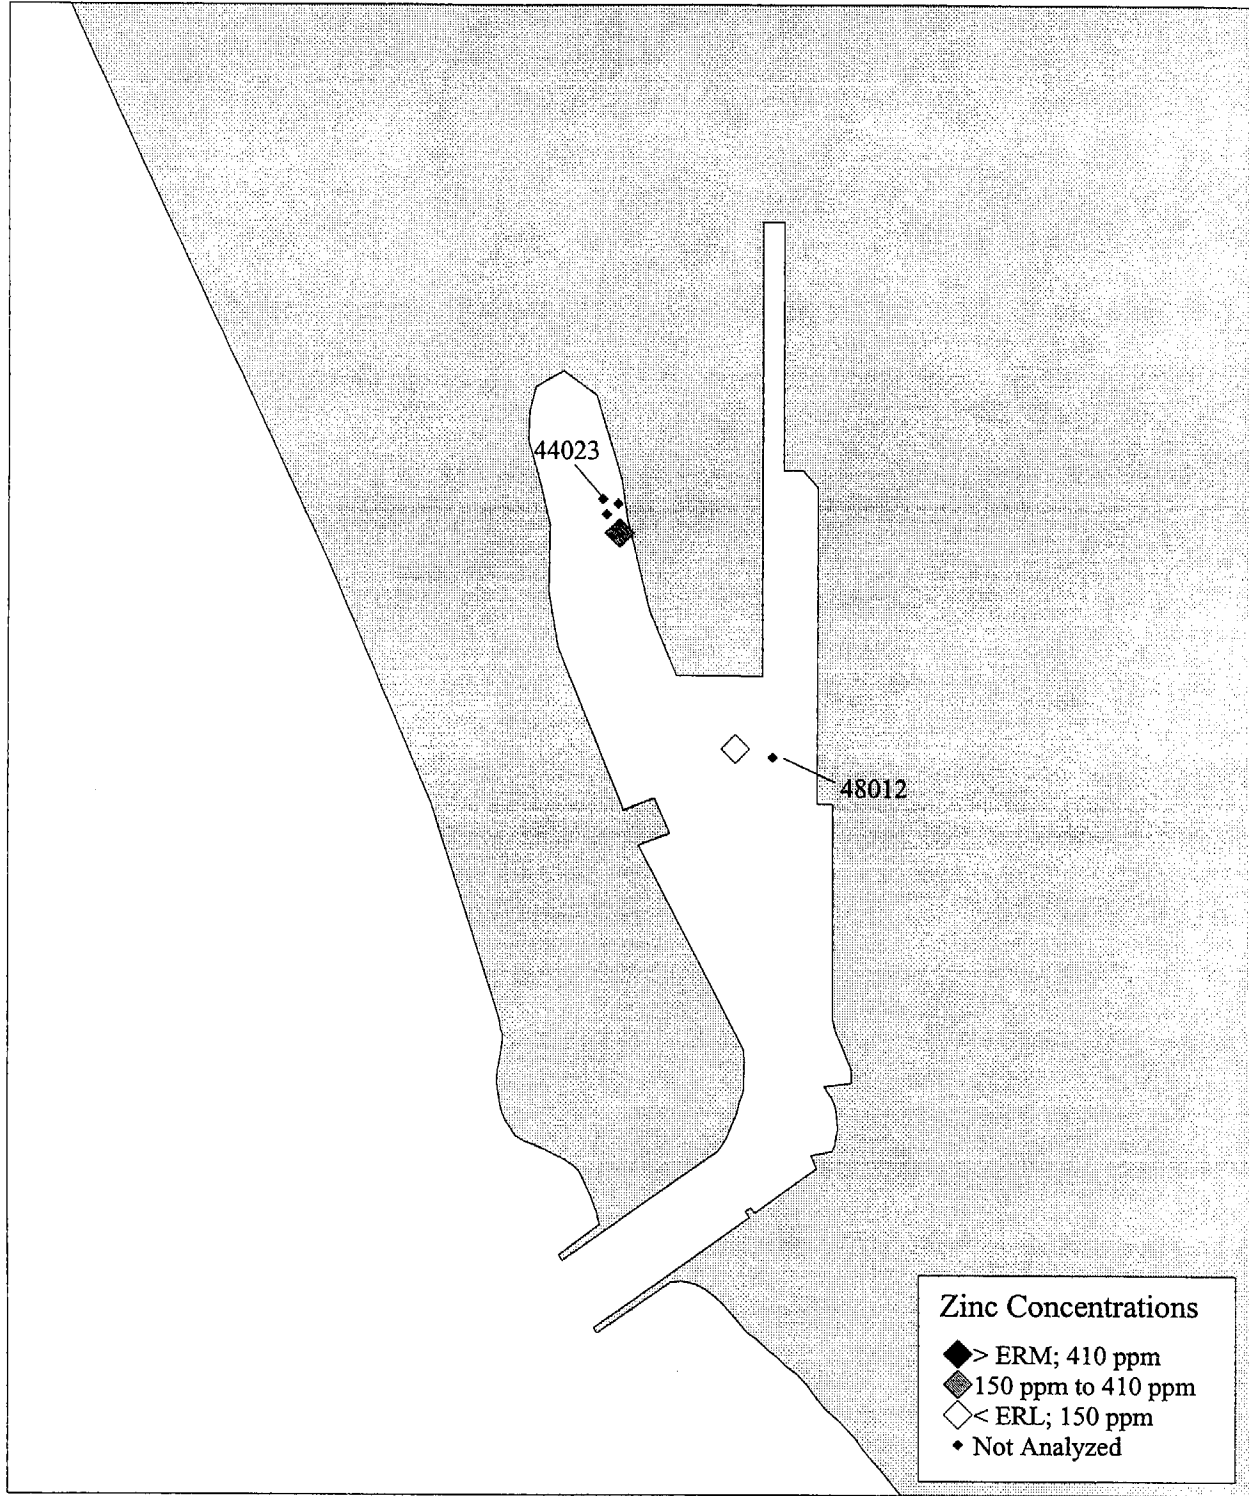 44023
48012
Zinc Concentrations
> ERM; 410 ppm
150 ppm to 410 ppm
< ERL; 150 ppm
Not Analyzed